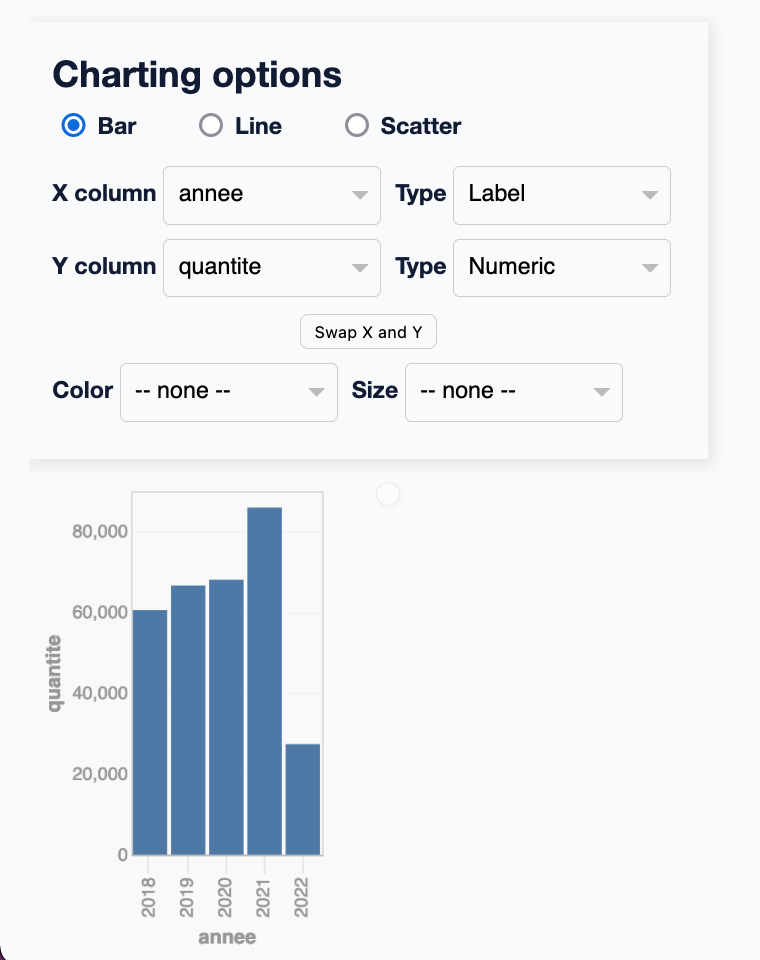 Charting options
Bar Line Scatter
X column annee Type Label
Y column quantite Type Numeric
Swap X and Y
Color -- none -- Size -- none --
80,000
60,000
40,000
20,000
0
quantite
2018 2019 2020 2021 2022
annee